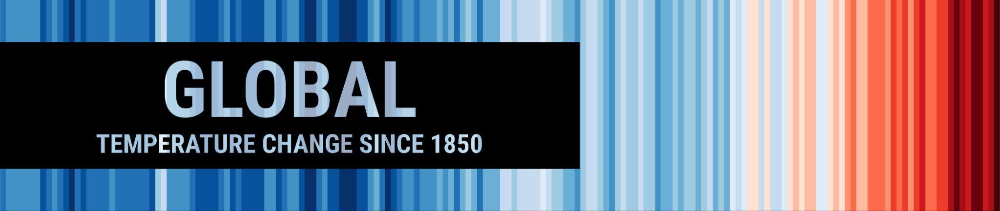 GLOBAL
TEMPERATURE CHANGE SINCE 1850